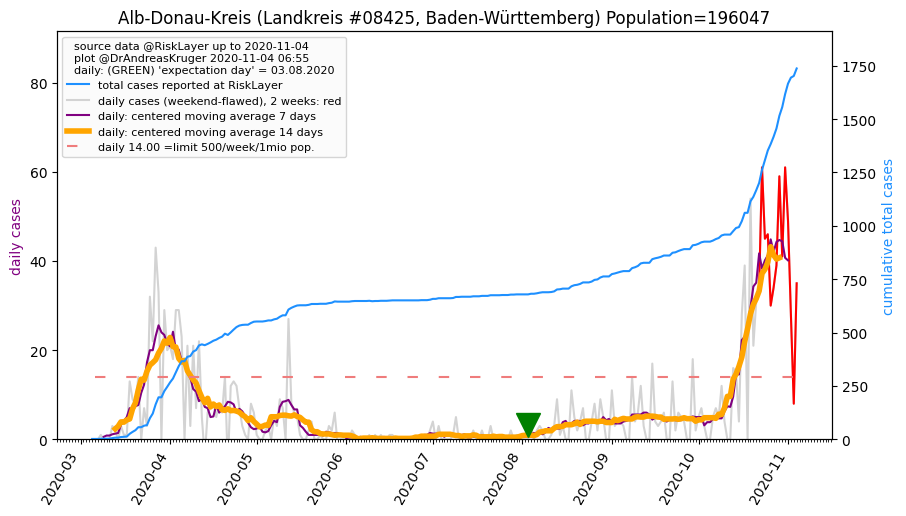 Alb-Donau-Kreis (Landkreis #08425, Baden-Württemberg) Population=196047
source data @RiskLayer up to 2020-11-04
plot @DrAndreasKruger 2020-11-04 06:55
daily: (GREEN) 'expectation day' = 03.08.2020
total cases reported at RiskLayer
daily cases (weekend-flawed), 2 weeks: red
daily: centered moving average 7 days
daily: centered moving average 14 days
daily 14.00 =limit 500/week/1mio pop.
daily cases
80
60
40
20
0
cumulative total cases
1750
1500
1250
1000
750
500
250
0
2020-03
2020-04
2020-05
2020-06
2020-07
2020-08
2020-09
2020-10
2020-11